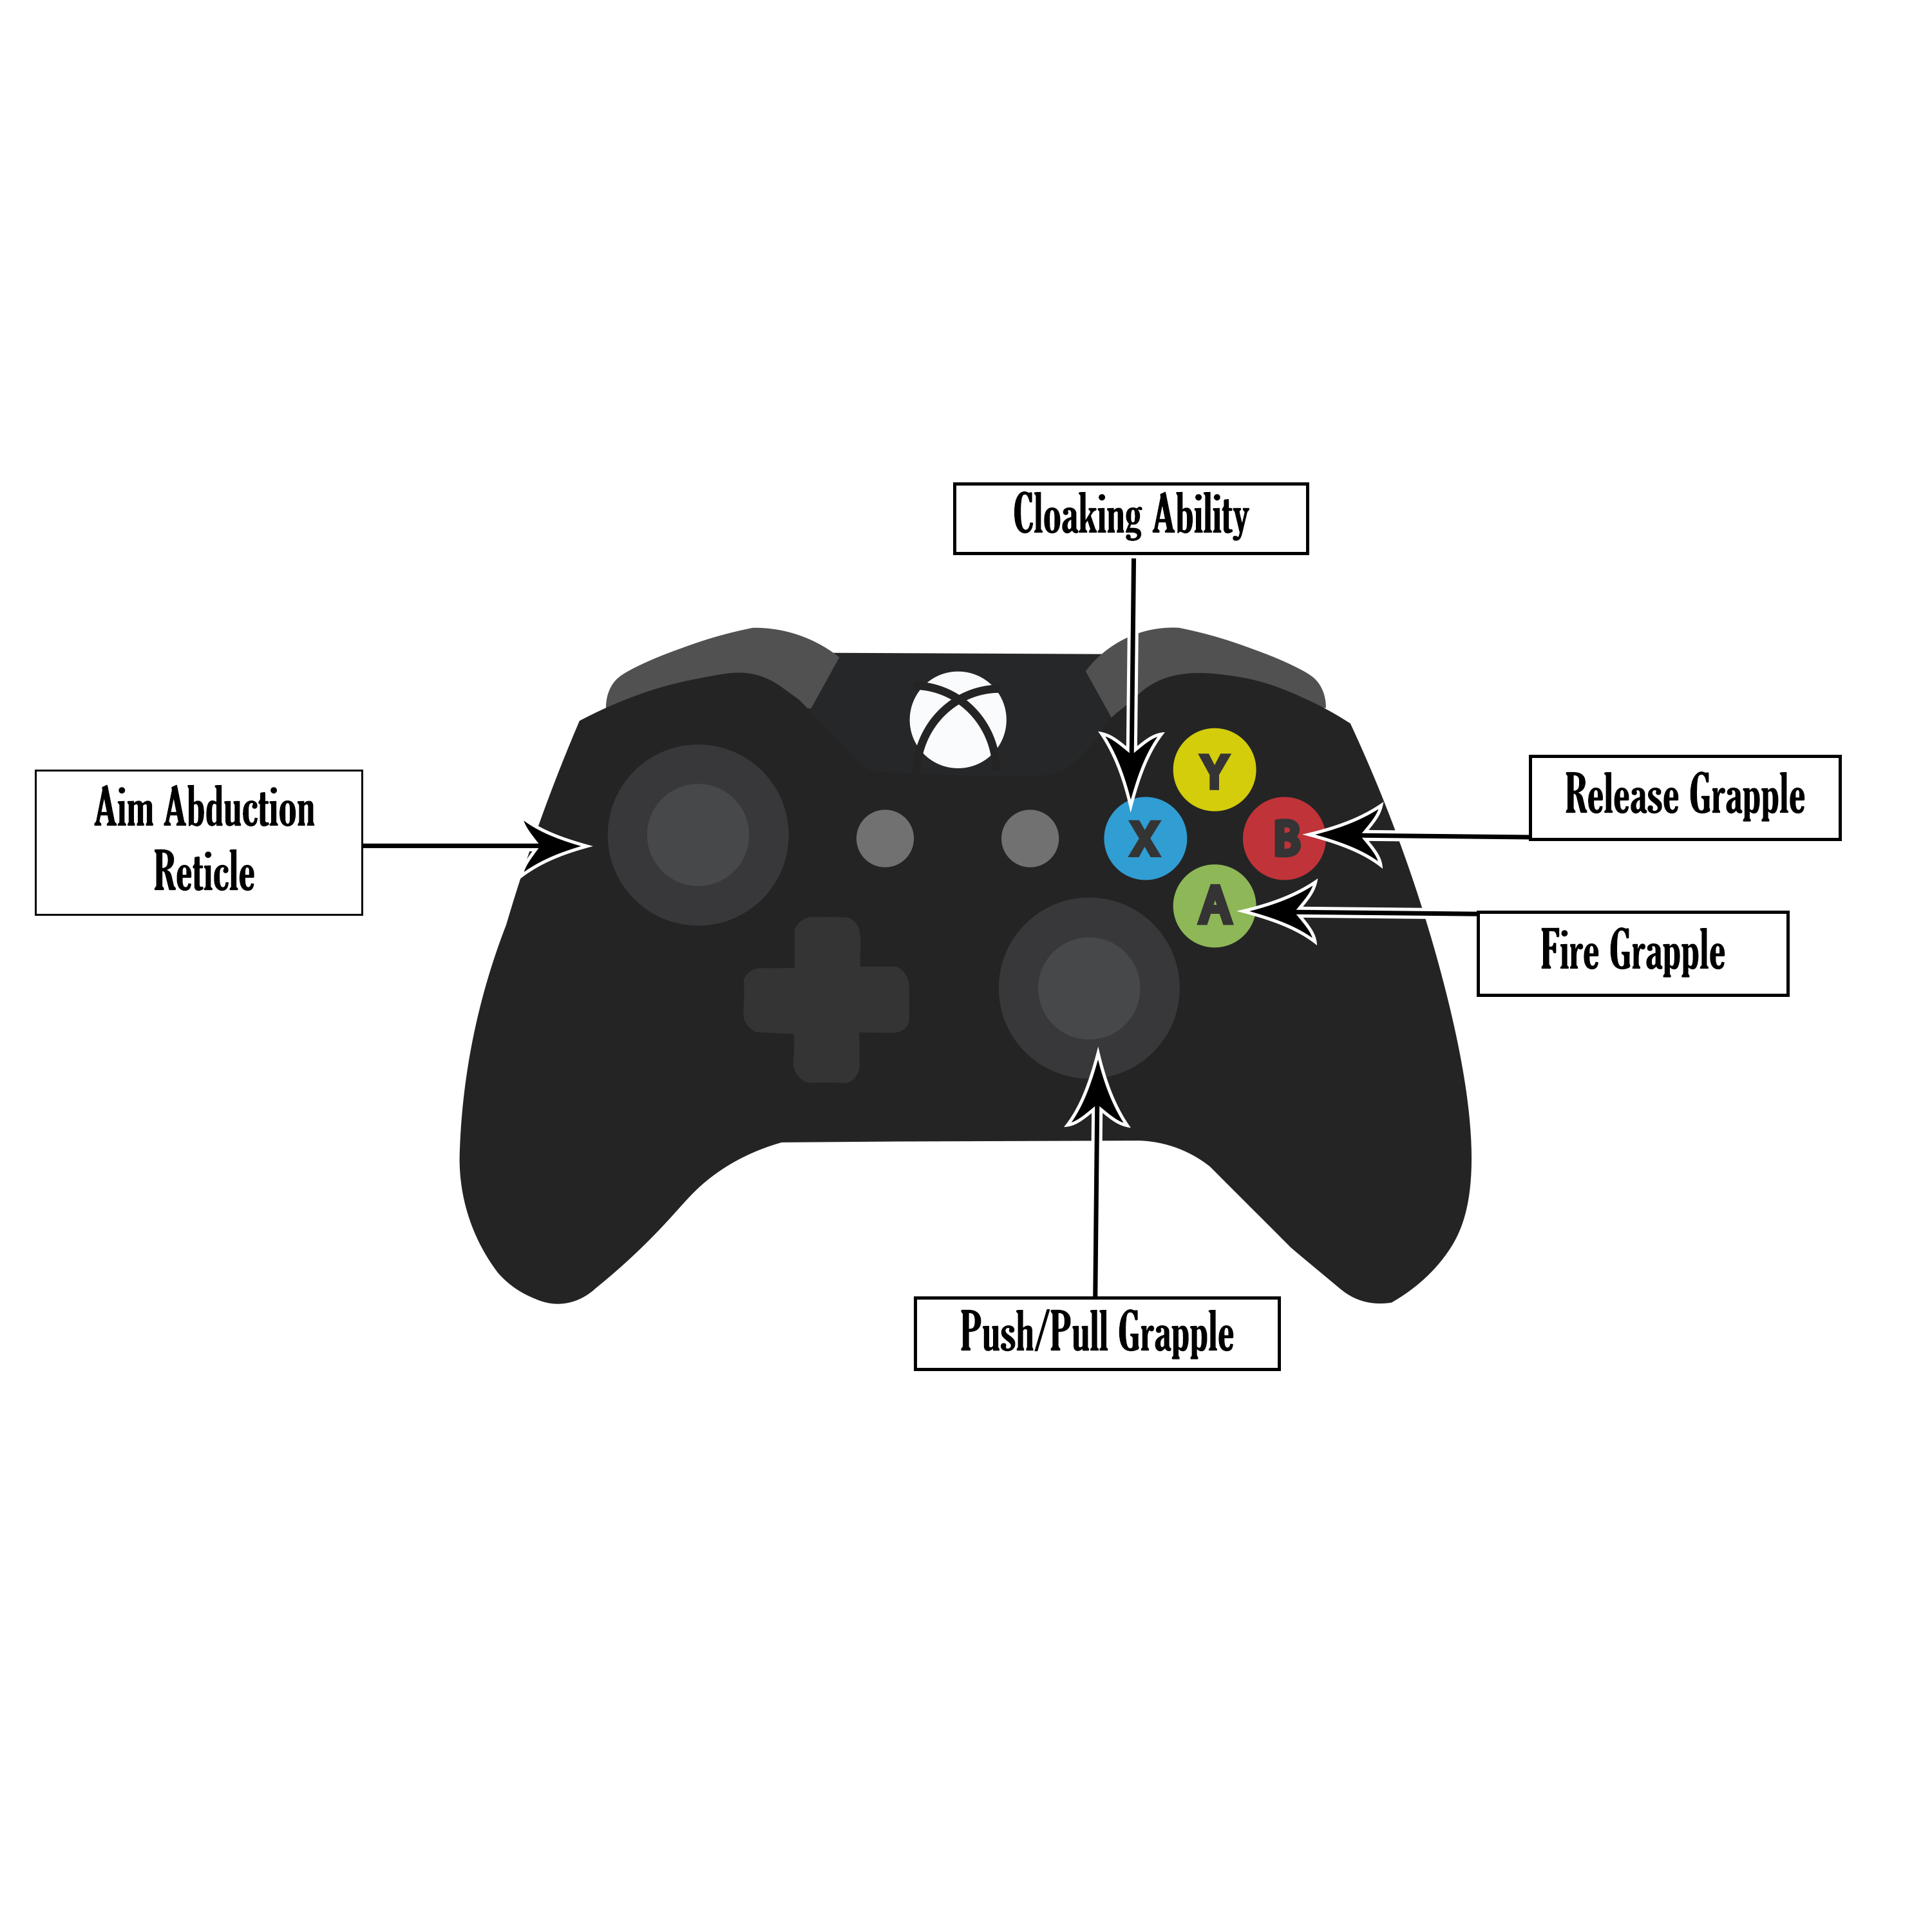 Cloaking Ability
Y
Release Grapple
Aim Abduction
Reticle
X
B
A
Fire Grapple
Push/Pull Grapple